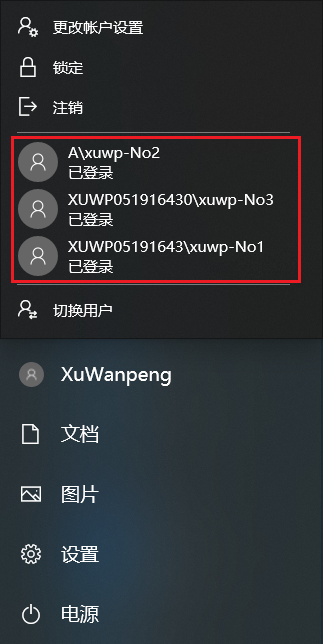 更改帐户设置
锁定
注销
A\xuwp-No2
已登录
XUWP051916430\xuwp-No3
已登录
XUWP05191643\xuwp-No1
已登录
切换用户
XuWanpeng
文档
图片
设置
电源